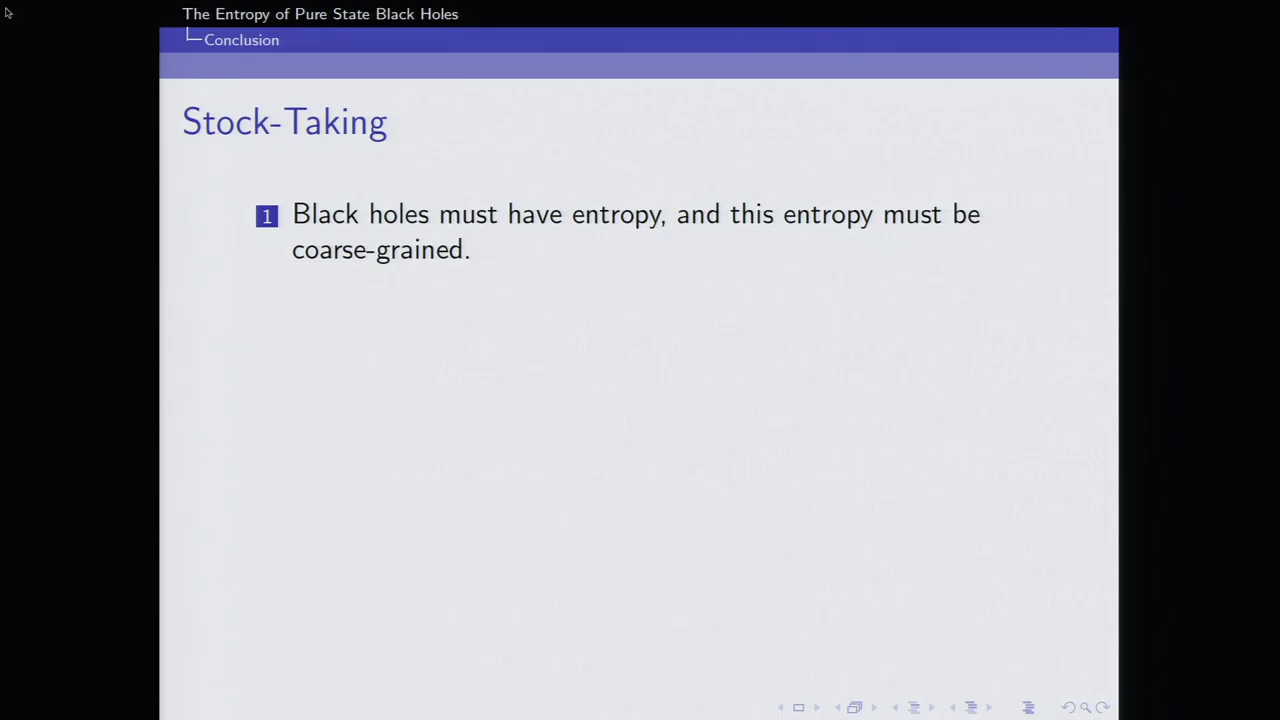 The Entropy of Pure State Black Holes
Conclusion
Stock-Taking
1 Black holes must have entropy, and this entropy must be
coarse-grained.